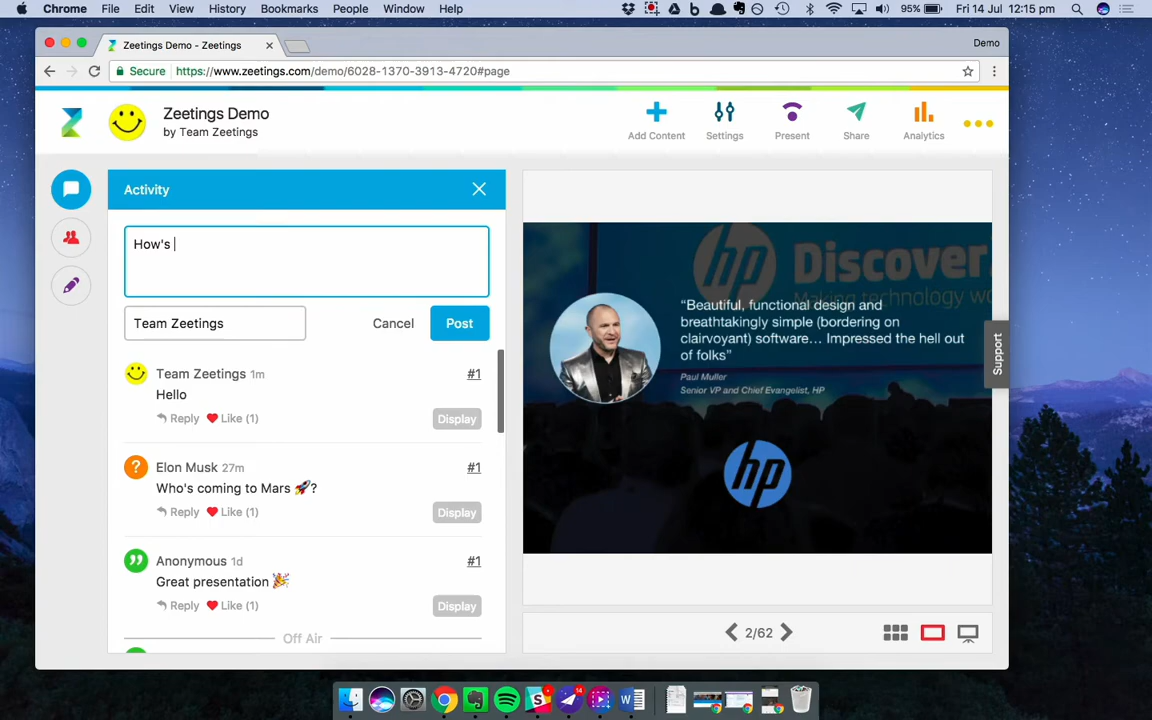 Chrome File Edit View History Bookmarks People Window Help 95% Fri 14 Jul 12:15 pm
Zeetings Demo - Zeetings Demo
Secure https://www.zeetings.com/demo/6028-1370-3913-4720#page
Zeetings Demo
by Team Zeetings
Add Content Settings Present Share Analytics
Activity
How's
Team Zeetings Cancel Post
Team Zeetings 1m #1
Hello
Reply Like (1) Display
Elon Musk 27m #1
Who's coming to Mars 🚀?
Reply Like (1) Display
Anonymous 1d #1
Great presentation 🎉
Reply Like (1) Display
Off Air
hp Discover
Making technology wo
“Beautiful, functional design and
breathtakingly simple (bordering on
clairvoyant) software... Impressed the hell out
of folks”
Paul Muller
Senior VP and Chief Evangelist, HP
hp
2/62
Support
14